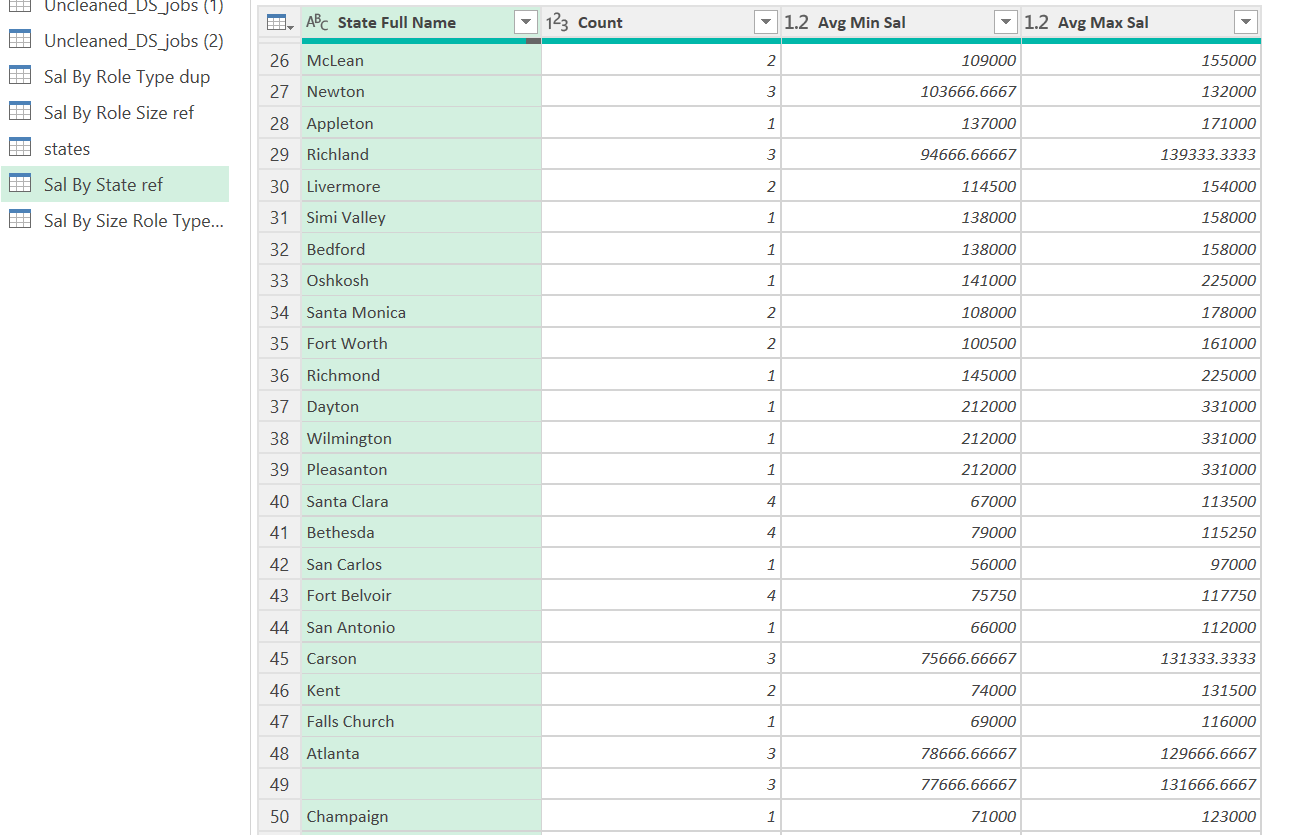 Uncleaned_DS_jobs (1)
Uncleaned_DS_jobs (2)
Sal By Role Type dup
Sal By Role Size ref
states
Sal By State ref
Sal By Size Role Type...
ABC State Full Name 123 Count 1.2 Avg Min Sal 1.2 Avg Max Sal
26 McLean 2 109000 155000
27 Newton 3 103666.6667 132000
28 Appleton 1 137000 171000
29 Richland 3 94666.66667 139333.3333
30 Livermore 2 114500 154000
31 Simi Valley 1 138000 158000
32 Bedford 1 138000 158000
33 Oshkosh 1 141000 225000
34 Santa Monica 2 108000 178000
35 Fort Worth 2 100500 161000
36 Richmond 1 145000 225000
37 Dayton 1 212000 331000
38 Wilmington 1 212000 331000
39 Pleasanton 1 212000 331000
40 Santa Clara 4 67000 113500
41 Bethesda 4 79000 115250
42 San Carlos 1 56000 97000
43 Fort Belvoir 4 75750 117750
44 San Antonio 1 66000 112000
45 Carson 3 75666.66667 131333.3333
46 Kent 2 74000 131500
47 Falls Church 1 69000 116000
48 Atlanta 3 78666.66667 129666.6667
49 3 77666.66667 131666.6667
50 Champaign 1 71000 123000